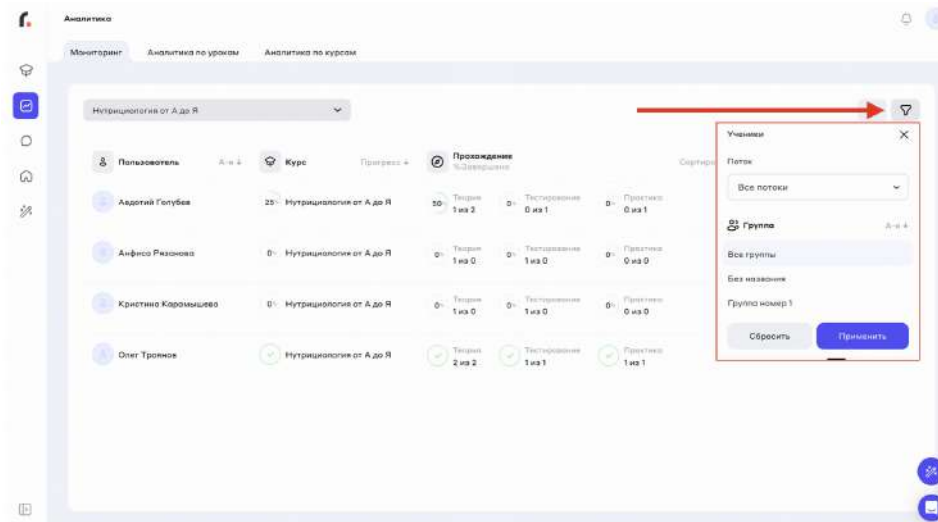 Аналитика
Мониторинг Аналитика по урокам Аналитика по курсам
Нутрициология от А до Я
Ученики
Поток
Все потоки
Группа А-я ↓
Все группы
Без названия
Группа номер 1
Сбросить Применить
Пользователь А-я ↓ Курс Прогресс ↓ Прохождение
% Завершено
Авдотий Голубев 25% Нутрициология от А до Я 50% Теория 1 из 2 0% Тестирование 0 из 1 0% Практика 0 из 1
Анфиса Рязанова 0% Нутрициология от А до Я 0% Теория 1 из 0 0% Тестирование 1 из 0 0% Практика 0 из 0
Кристина Карамышева 0% Нутрициология от А до Я 0% Теория 1 из 0 0% Тестирование 1 из 0 0% Практика 0 из 0
Олег Троянов Нутрициология от А до Я Теория 2 из 2 Тестирование 1 из 1 Практика 1 из 1